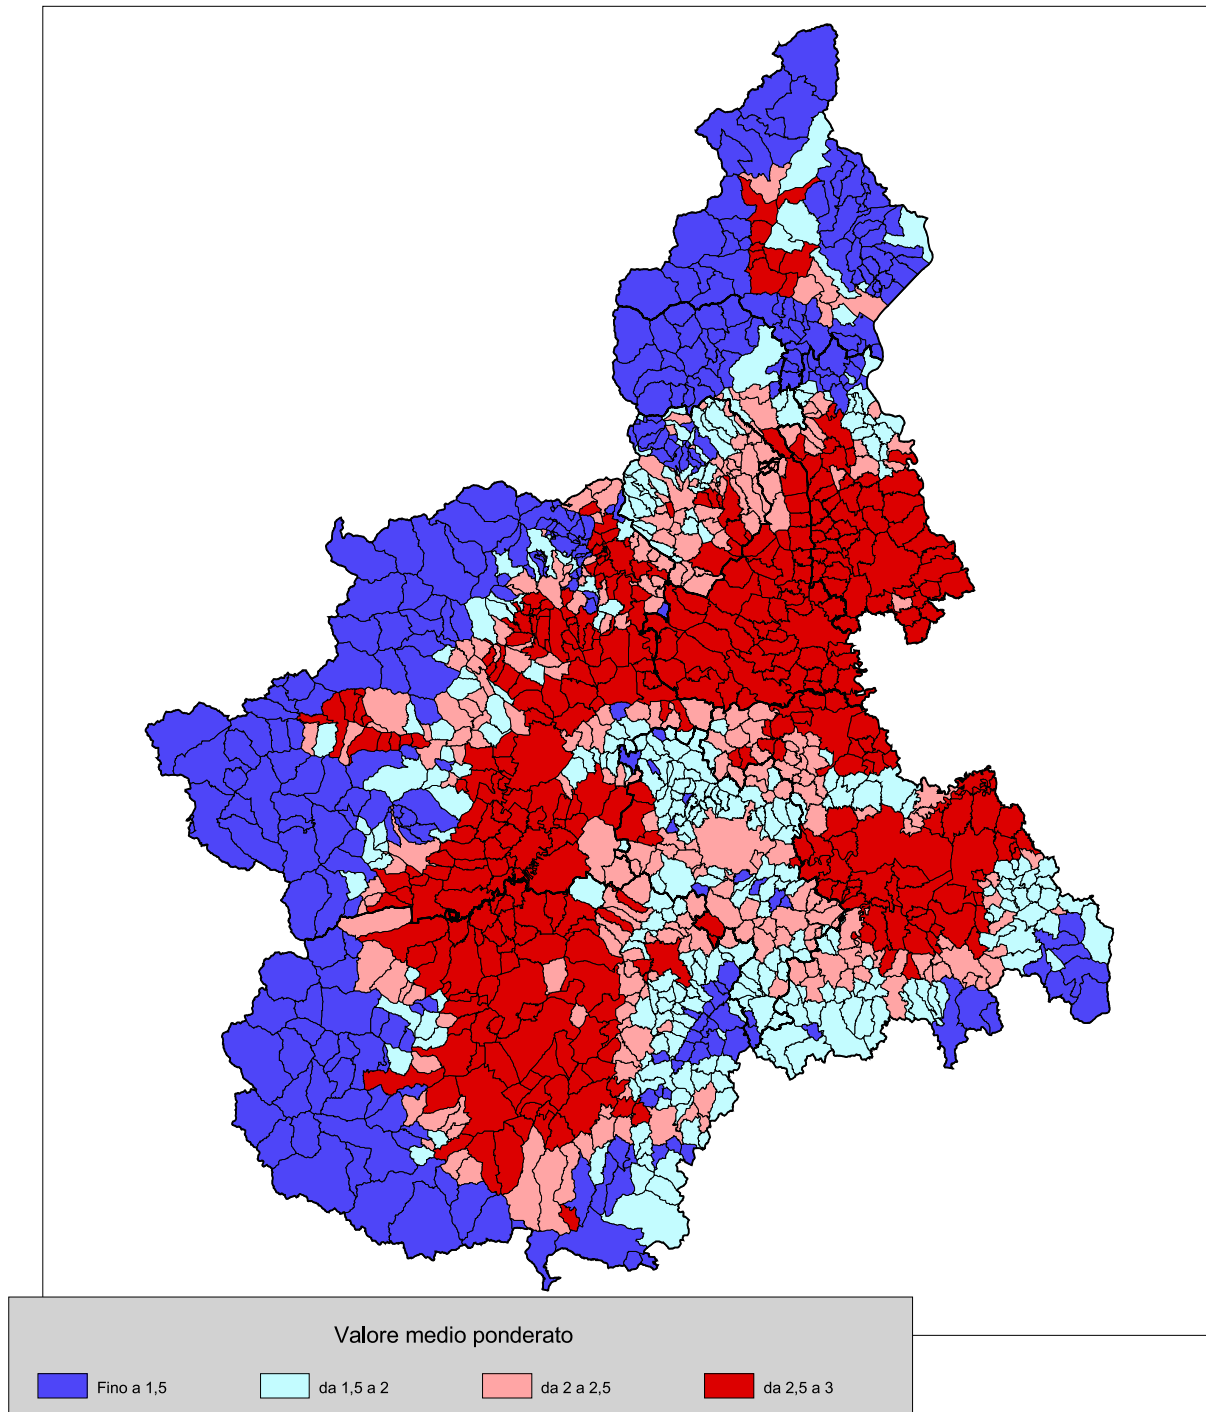 Valore medio ponderato
Fino a 1,5
da 1,5 a 2
da 2 a 2,5
da 2,5 a 3